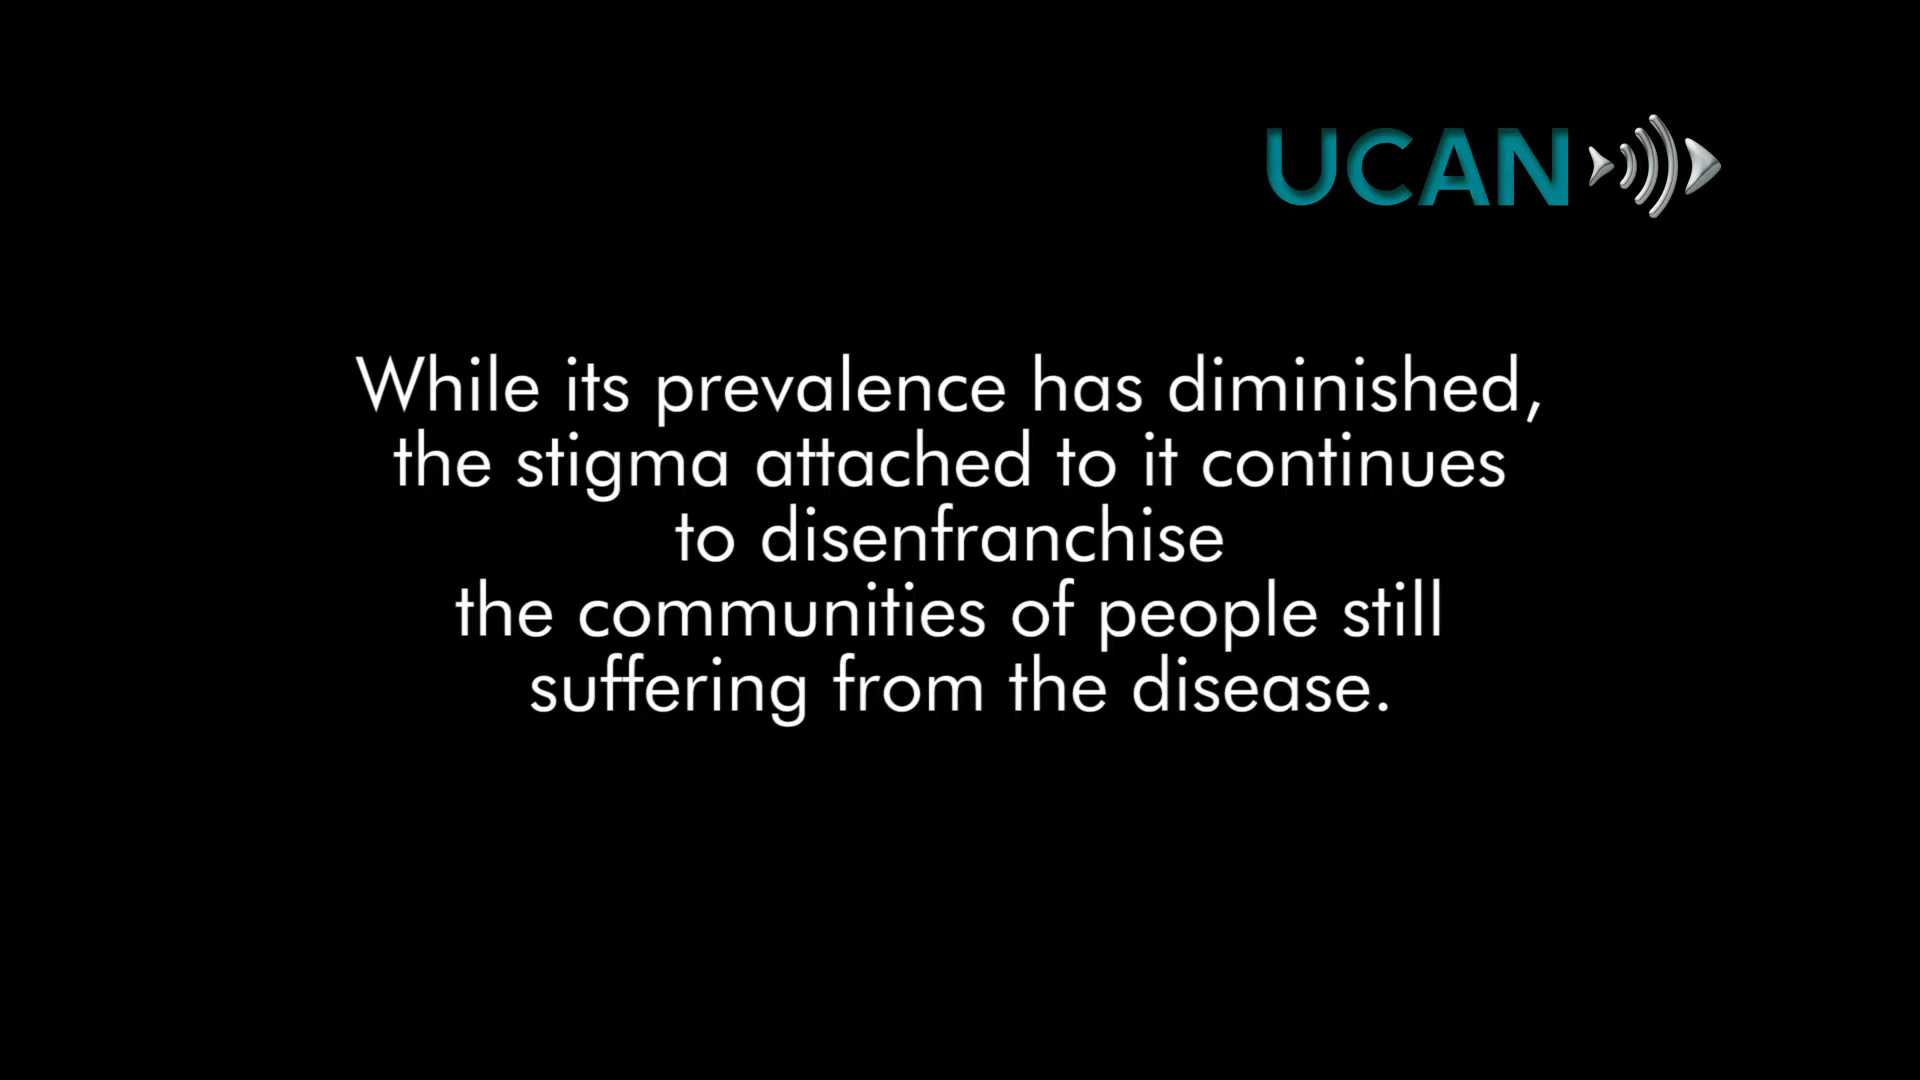 UCAN
While its prevalence has diminished,
the stigma attached to it continues
to disenfranchise
the communities of people still
suffering from the disease.